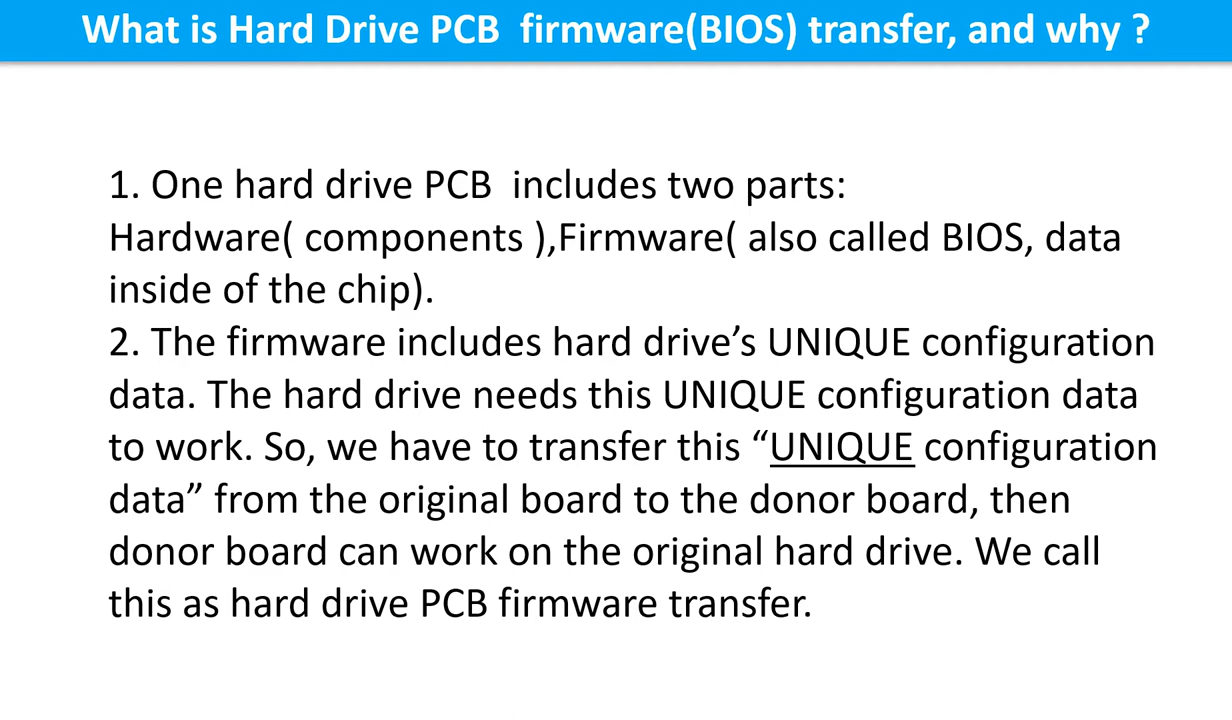 What is Hard Drive PCB  firmware(BIOS) transfer, and why ?
1. One hard drive PCB  includes two parts:
Hardware( components ),Firmware( also called BIOS, data
inside of the chip).
2. The firmware includes hard drive’s UNIQUE configuration
data. The hard drive needs this UNIQUE configuration data
to work. So, we have to transfer this “UNIQUE configuration
data” from the original board to the donor board, then
donor board can work on the original hard drive. We call
this as hard drive PCB firmware transfer.